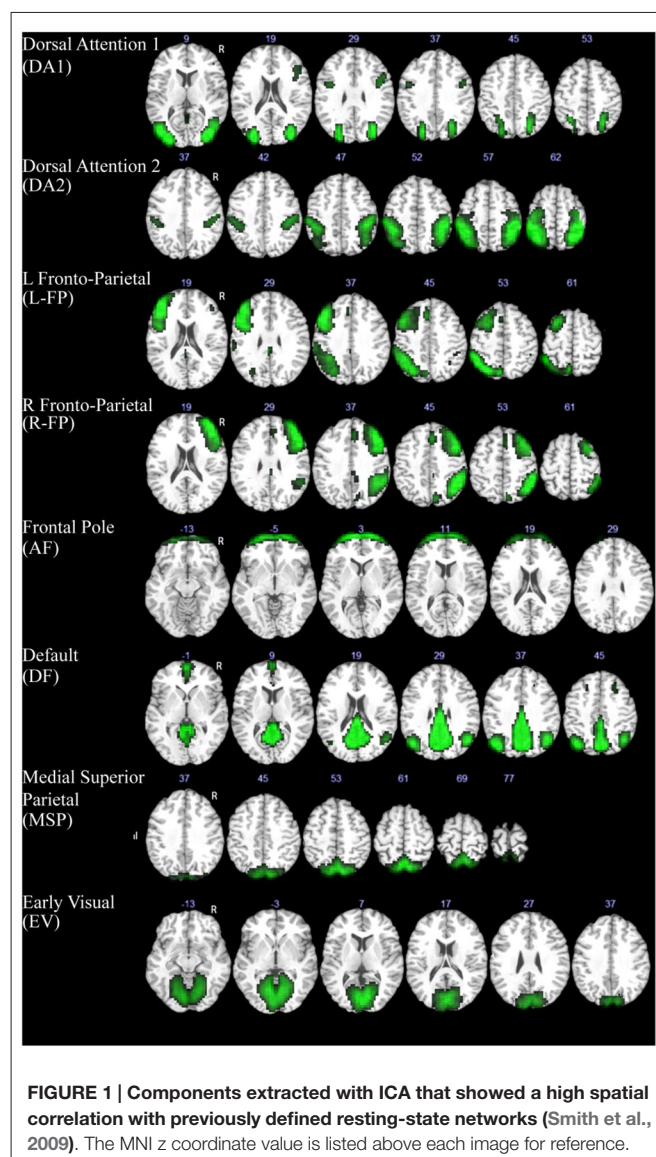 Dorsal Attention 1
(DA1)
9 19 29 37 45 53
R
Dorsal Attention 2
(DA2)
37 42 47 52 57 62
R
L Fronto-Parietal
(L-FP)
19 29 37 45 53 61
R
R Fronto-Parietal
(R-FP)
19 29 37 45 53 61
R
Frontal Pole
(AF)
-13 -5 3 11 19 29
R
Default
(DF)
-1 9 19 29 37 45
R
Medial Superior
Parietal
(MSP)
37 45 53 61 69 77
R
Early Visual
(EV)
-13 -3 7 17 27 37
R
FIGURE 1 | Components extracted with ICA that showed a high spatial
correlation with previously defined resting-state networks (Smith et al.,
2009). The MNI z coordinate value is listed above each image for reference.